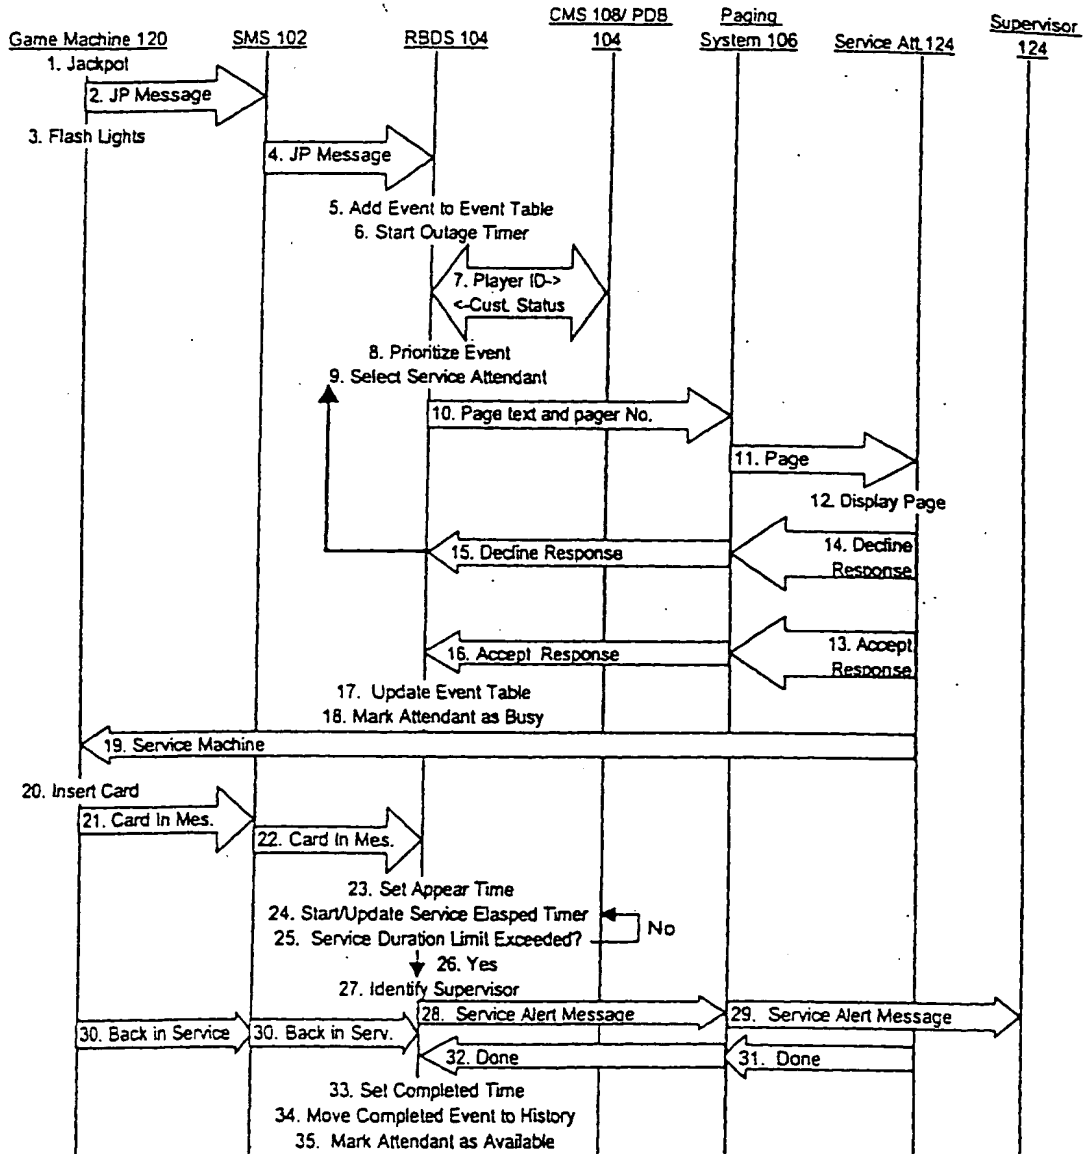 CMS 108/ PDB
104
Paging
System 106
Supervisor
124
Game Machine 120
SMS 102
RBDS 104
Service Att. 124
1. Jackpot
2. JP Message
3. Flash Lights
4. JP Message
5. Add Event to Event Table
6. Start Outage Timer
7. Player ID->
<-Cust. Status
8. Prioritize Event
9. Select Service Attendant
10. Page text and pager No.
11. Page
12. Display Page
15. Decline Response
14. Decline
Response
16. Accept Response
13. Accept
Response
17. Update Event Table
18. Mark Attendant as Busy
19. Service Machine
20. Insert Card
21. Card In Mes.
22. Card In Mes.
23. Set Appear Time
24. Start/Update Service Elasped Timer
25. Service Duration Limit Exceeded?
No
26. Yes
27. Identify Supervisor
28. Service Alert Message
29. Service Alert Message
30. Back in Service
30. Back in Serv.
32. Done
31. Done
33. Set Completed Time
34. Move Completed Event to History
35. Mark Attendant as Available